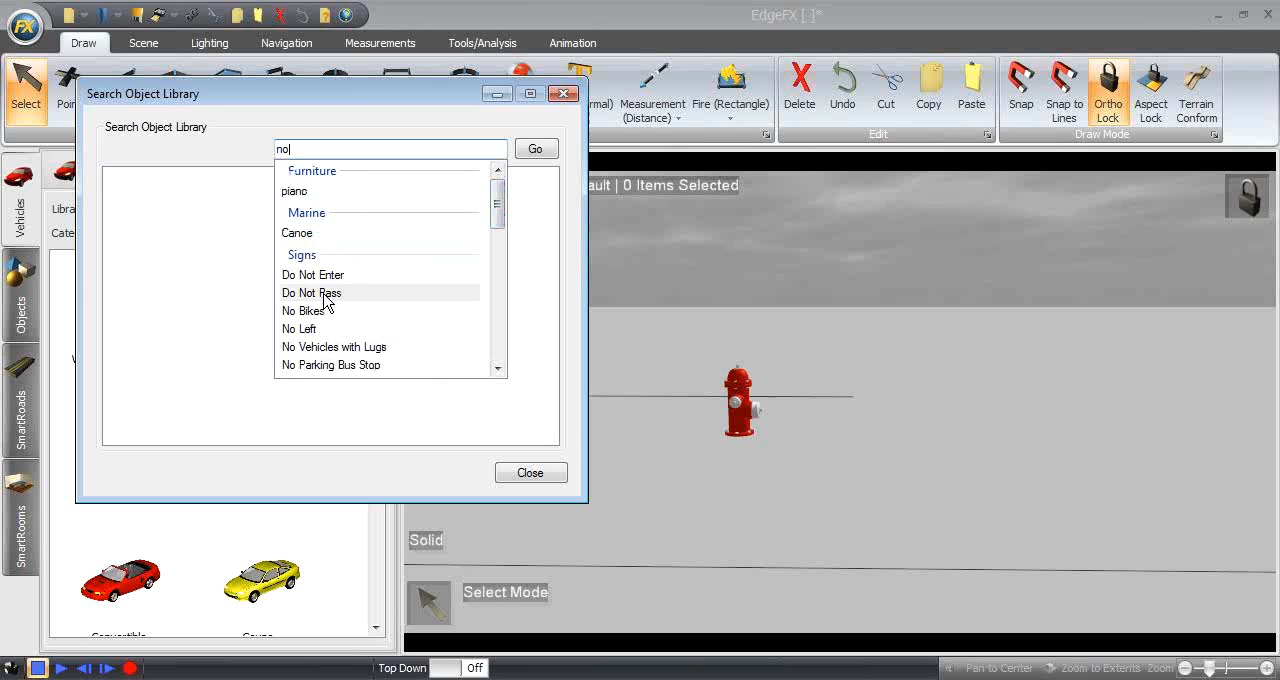 FX
EdgeFX [ ]*
Draw
Scene
Lighting
Navigation
Measurements
Tools/Analysis
Animation
Select
Measurement
(Distance)
Fire (Rectangle)
Delete
Undo
Cut
Copy
Paste
Snap
Snap to
Lines
Ortho
Lock
Aspect
Lock
Terrain
Conform
Edit
Draw Mode
Search Object Library
Search Object Library
no
Go
Furniture
piano
Marine
Canoe
Signs
Do Not Enter
Do Not Pass
No Bikes
No Left
No Vehicles with Lugs
No Parking Bus Stop
Close
Vehicles
Objects
SmartRoads
SmartRooms
Libra
Cate
ault | 0 Items Selected
Solid
Select Mode
Top Down
Off
Pan to Center
Zoom to Extents
Zoom